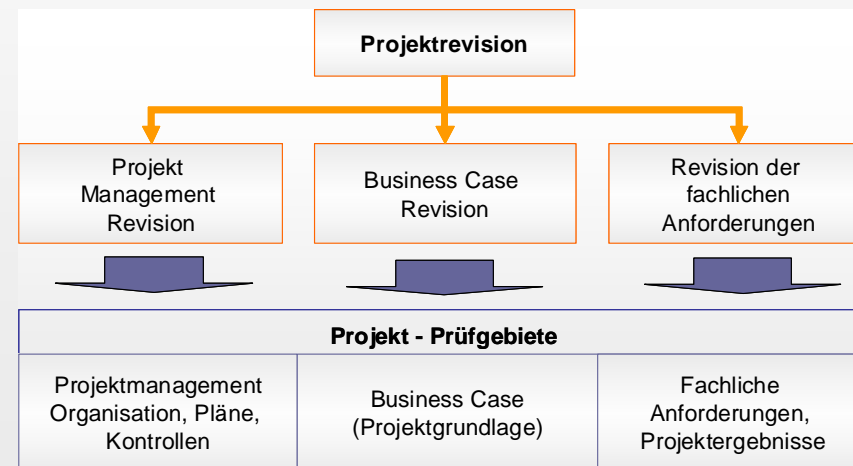 Projektrevision
Projekt
Management
Revision
Business Case
Revision
Revision der
fachlichen
Anforderungen
Projekt - Prüfgebiete
Projektmanagement
Organisation, Pläne,
Kontrollen
Business Case
(Projektgrundlage)
Fachliche
Anforderungen,
Projektergebnisse